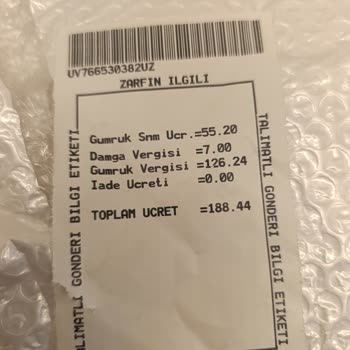 UV766530382UZ
ZARFIN ILGILI
TALIMATLI GONDERI BILGI ETIKETI
Gumruk Snm Ucr.=55.20
Damga Vergisi =7.00
Gumruk Vergisi =126.24
Iade Ucreti =0.00
TOPLAM UCRET =188.44
TALIMATLI GONDERI BILGI ETIKETI